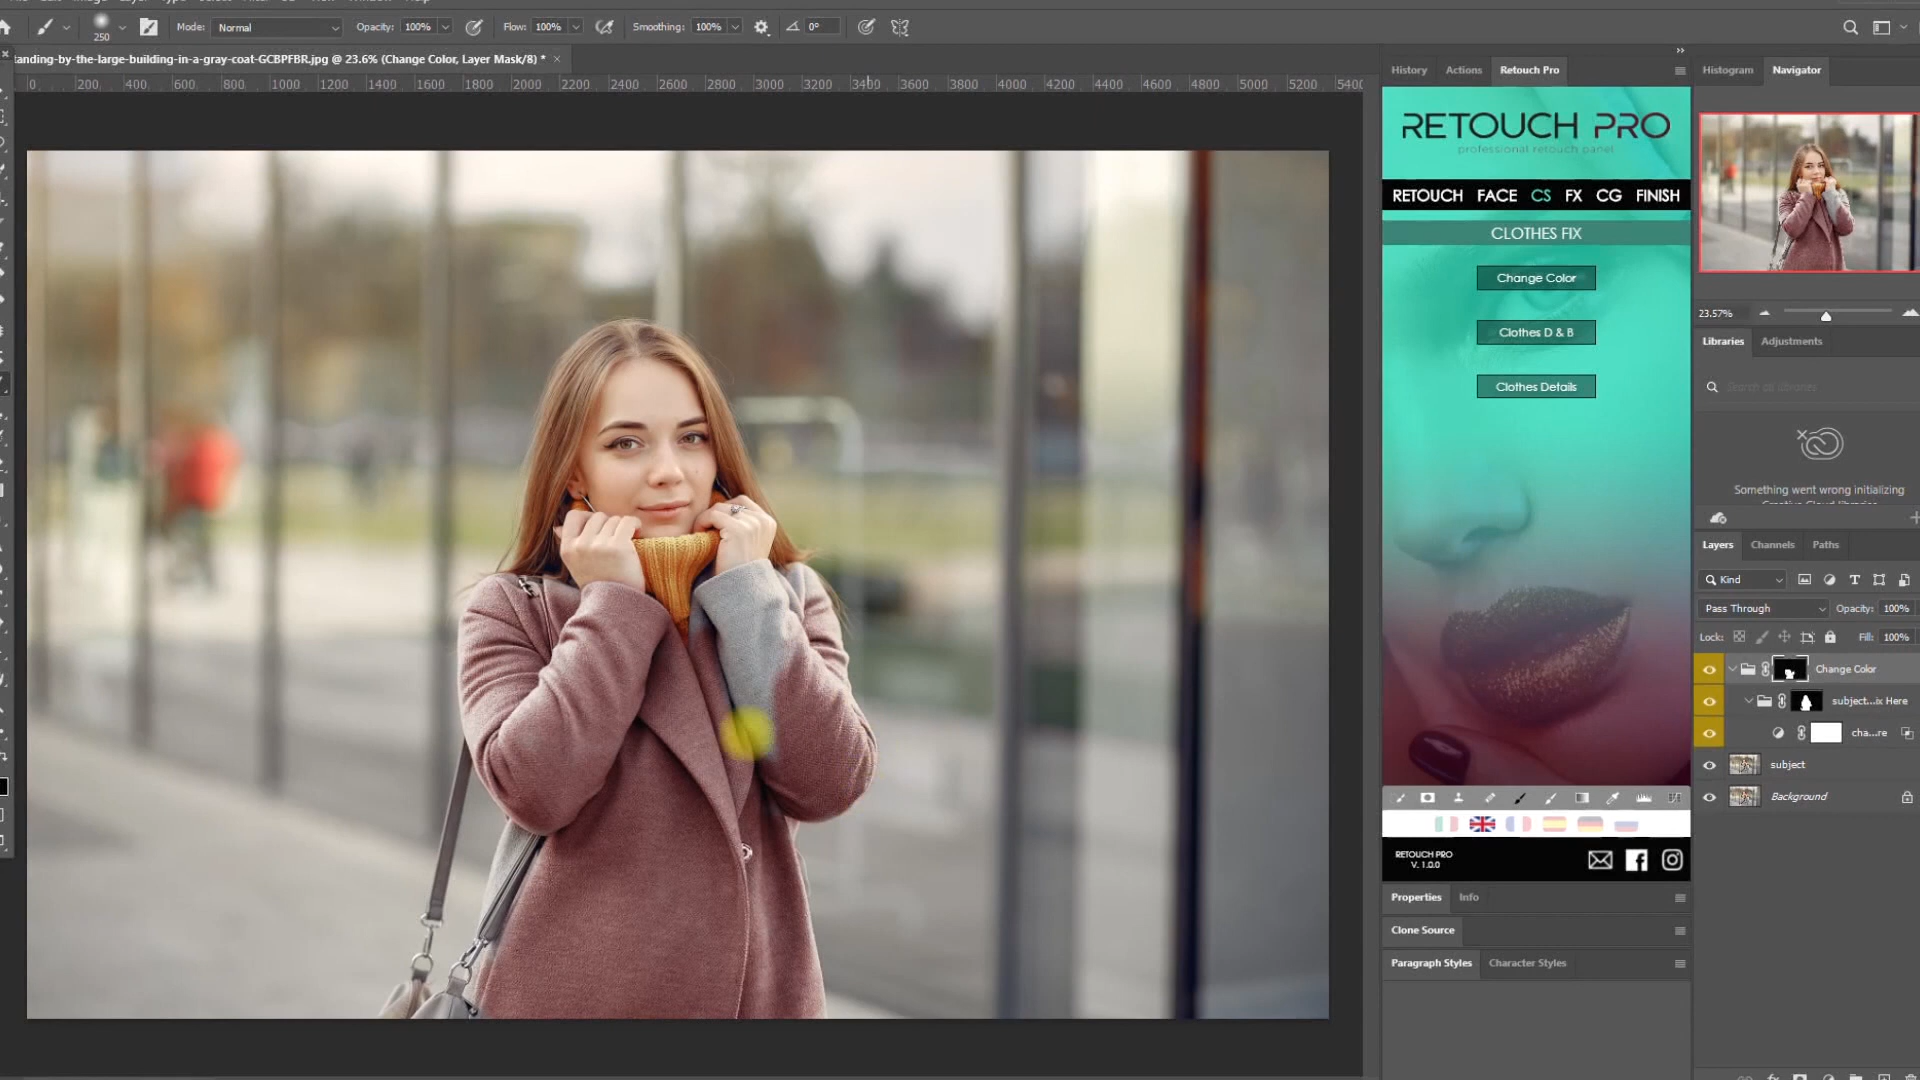 250
Mode: Normal
Opacity: 100%
Flow: 100%
Smoothing: 100%
0°
tanding-by-the-large-building-in-a-gray-coat-GCBPFBR.jpg @ 23.6% (Change Color, Layer Mask/8) *
0 200 400 600 800 1000 1200 1400 1600 1800 2000 2200 2400 2600 2800 3000 3200 3400 3600 3800 4000 4200 4400 4600 4800 5000 5200 5400
History Actions Retouch Pro
RETOUCH PRO
professional retouch panel
RETOUCH FACE CS FX CG FINISH
CLOTHES FIX
Change Color
Clothes D & B
Clothes Details
RETOUCH PRO
V. 1.0.0
Properties Info
Clone Source
Paragraph Styles Character Styles
Histogram Navigator
23.57%
Libraries Adjustments
Search all libraries
Something went wrong initializing
Layers Channels Paths
Kind
Pass Through
Opacity: 100%
Lock:
Fill: 100%
Change Color
subject...ix Here
cha...re
subject
Background